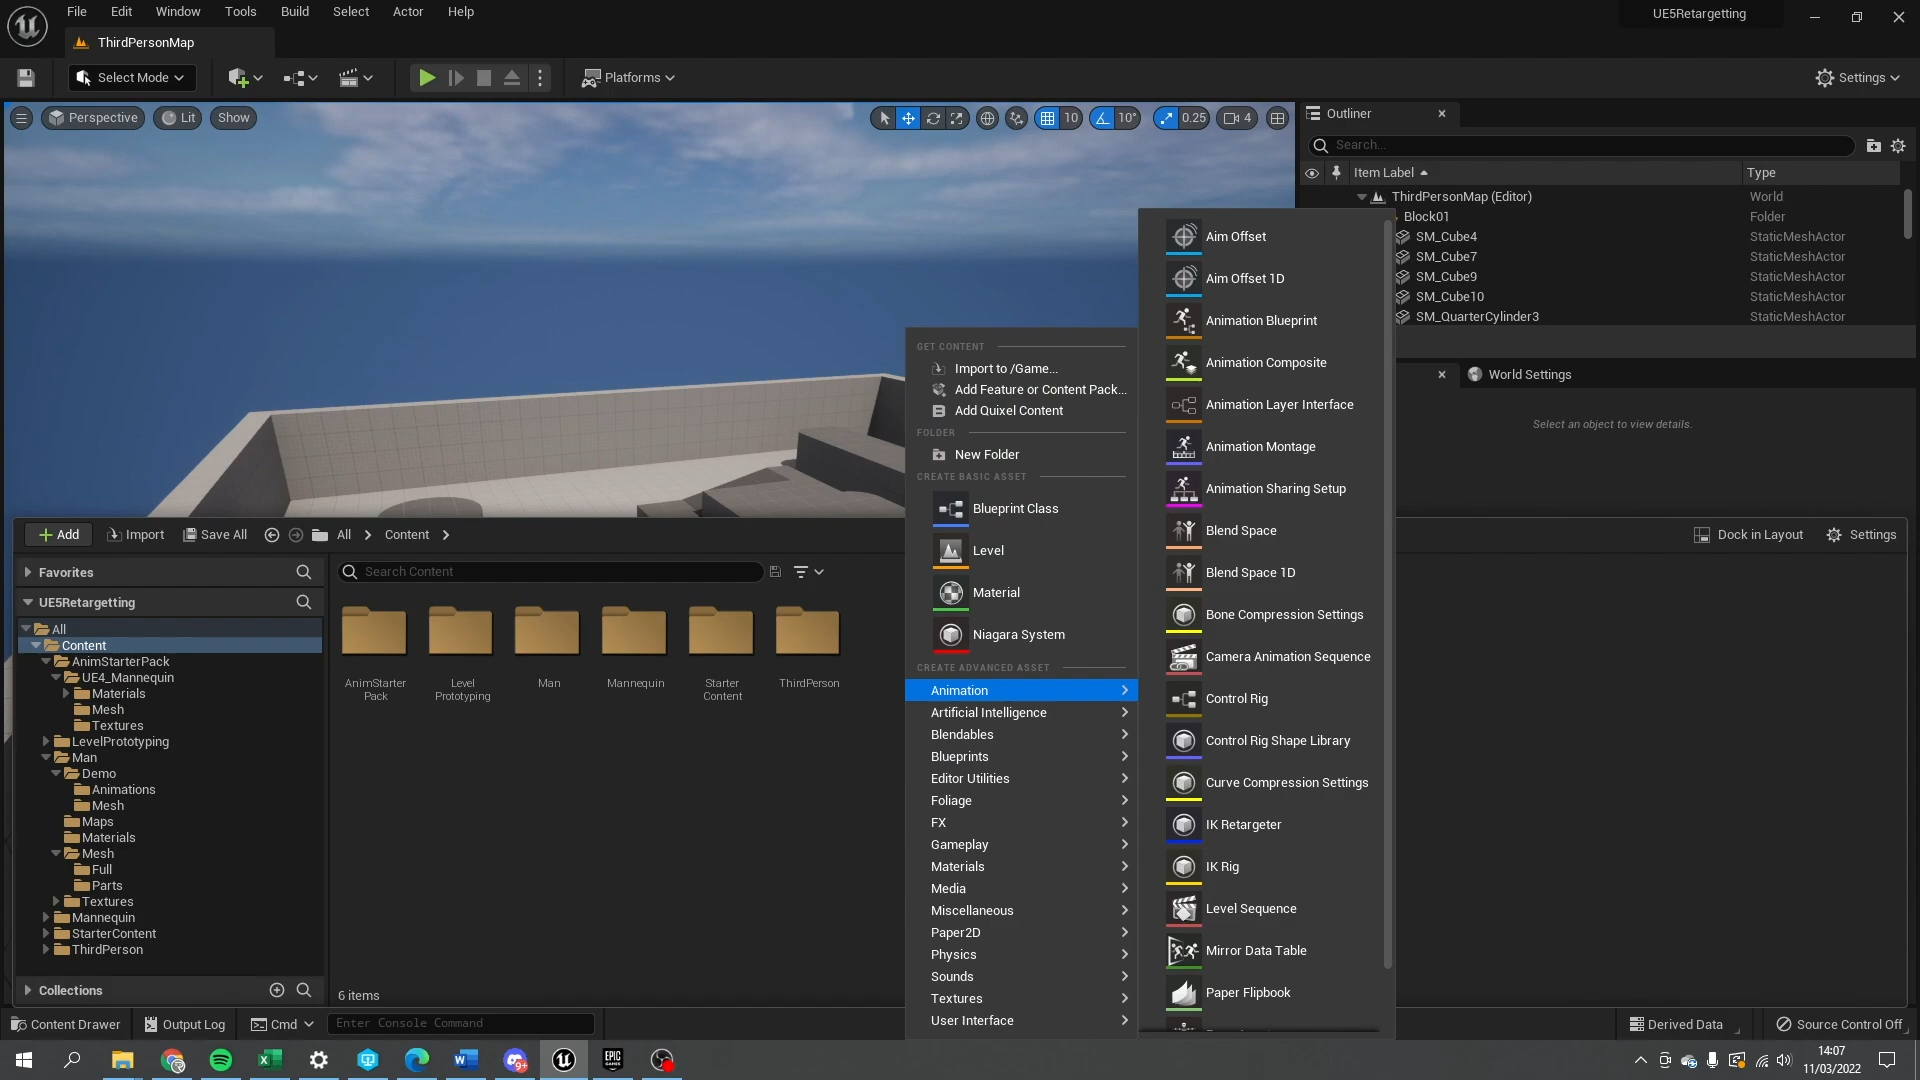 File Edit Window Tools Build Select Actor Help
UE5Retargetting
ThirdPersonMap
Select Mode
Platforms
Settings
Perspective
Lit
Show
10
10°
0.25
4
Outliner
Search...
Item Label
Type
ThirdPersonMap (Editor) World
Block01 Folder
SM_Cube4 StaticMeshActor
SM_Cube7 StaticMeshActor
SM_Cube9 StaticMeshActor
SM_Cube10 StaticMeshActor
SM_QuarterCylinder3 StaticMeshActor
World Settings
Select an object to view details.
GET CONTENT
Import to /Game...
Add Feature or Content Pack...
Add Quixel Content
FOLDER
New Folder
CREATE BASIC ASSET
Blueprint Class
Level
Material
Niagara System
CREATE ADVANCED ASSET
Animation
Artificial Intelligence
Blendables
Blueprints
Editor Utilities
Foliage
FX
Gameplay
Materials
Media
Miscellaneous
Paper2D
Physics
Sounds
Textures
User Interface
Aim Offset
Aim Offset 1D
Animation Blueprint
Animation Composite
Animation Layer Interface
Animation Montage
Animation Sharing Setup
Blend Space
Blend Space 1D
Bone Compression Settings
Camera Animation Sequence
Control Rig
Control Rig Shape Library
Curve Compression Settings
IK Retargeter
IK Rig
Level Sequence
Mirror Data Table
Paper Flipbook
Add
Import
Save All
All
Content
Dock in Layout
Settings
Favorites
UE5Retargetting
All
Content
AnimStarterPack
UE4_Mannequin
Materials
Mesh
Textures
LevelPrototyping
Man
Demo
Animations
Mesh
Maps
Materials
Mesh
Full
Parts
Textures
Mannequin
StarterContent
ThirdPerson
Collections
Search Content
AnimStarter
Pack
Level
Prototyping
Man
Mannequin
Starter
Content
ThirdPerson
6 items
Content Drawer
Output Log
Cmd
Enter Console Command
Derived Data
Source Control Off
EPIC
GAMES
9+
14:07
11/03/2022